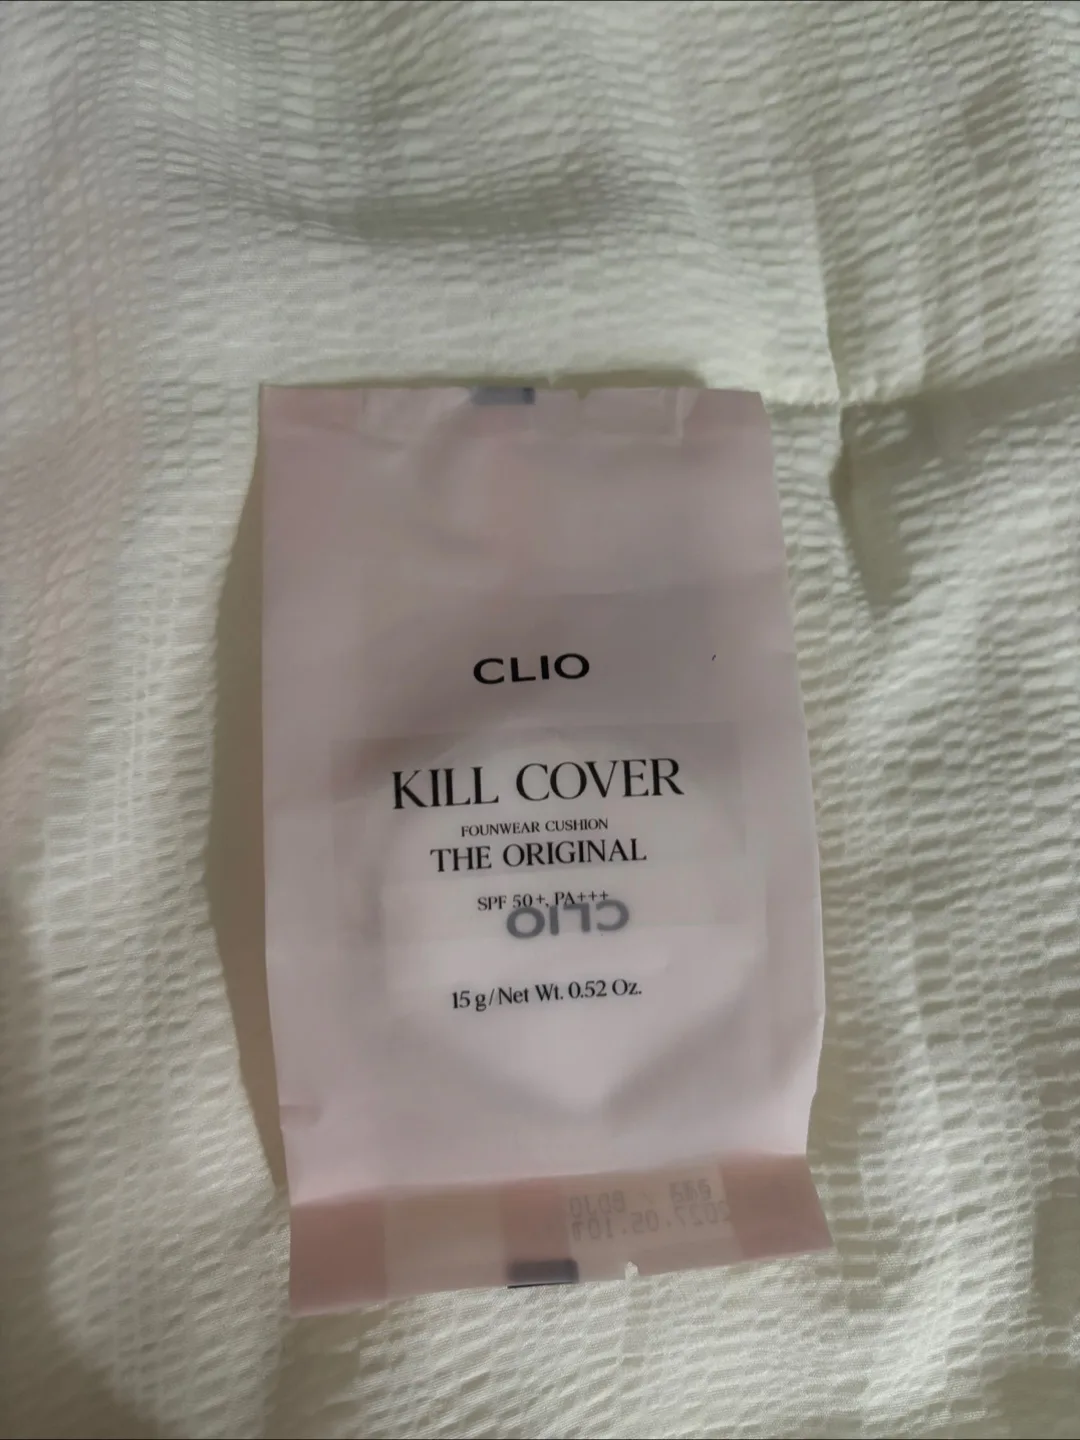 CLIO
KILL COVER
FOUNWEAR CUSHION
THE ORIGINAL
SPF 50+, PA+++
CLIO
15 g/Net Wt. 0.52 Oz.